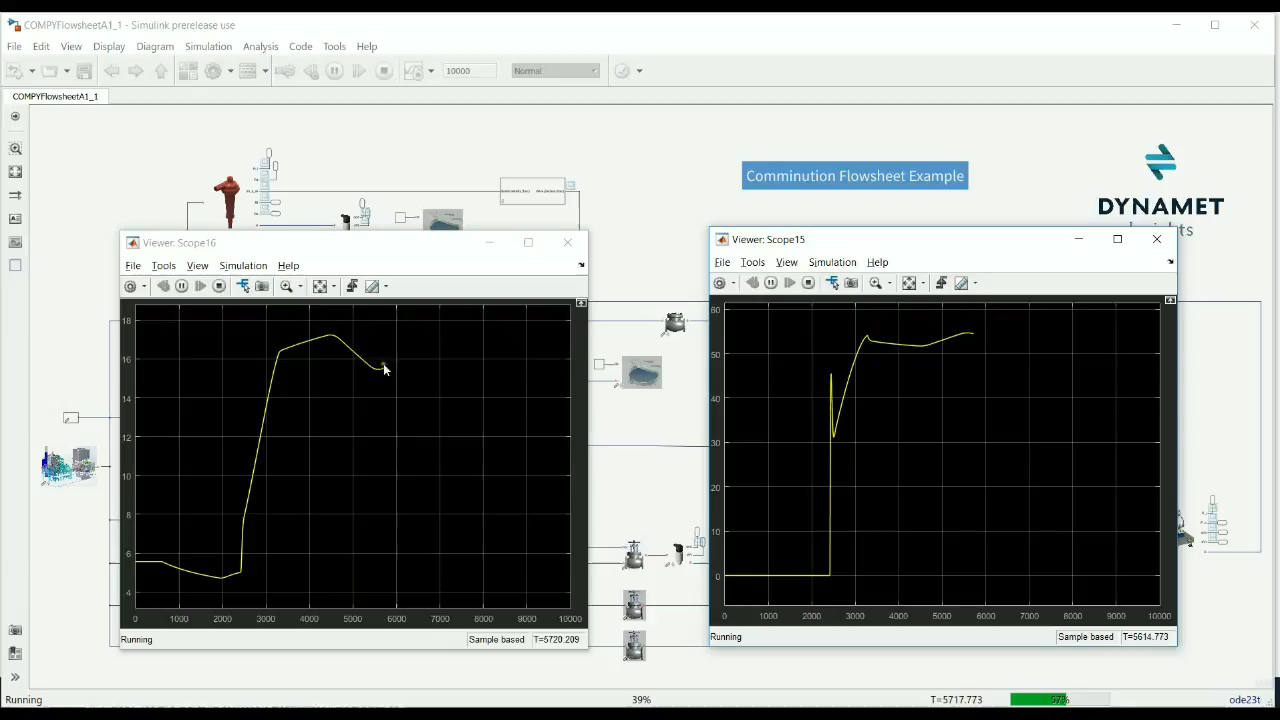 COMPYFlowsheetA1_1 - Simulink prerelease use
File Edit View Display Diagram Simulation Analysis Code Tools Help
10000 Normal
COMPYFlowsheetA1_1
Comminution Flowsheet Example
DYNAMET
Viewer: Scope16
File Tools View Simulation Help
18
16
14
12
10
8
6
4
0 1000 2000 3000 4000 5000 6000 7000 8000 9000 10000
Running Sample based T=5720.209
Viewer: Scope15
File Tools View Simulation Help
60
50
40
30
20
10
0
0 1000 2000 3000 4000 5000 6000 7000 8000 9000 10000
Running Sample based T=5614.773
Running 39% T=5717.773 57% ode23t